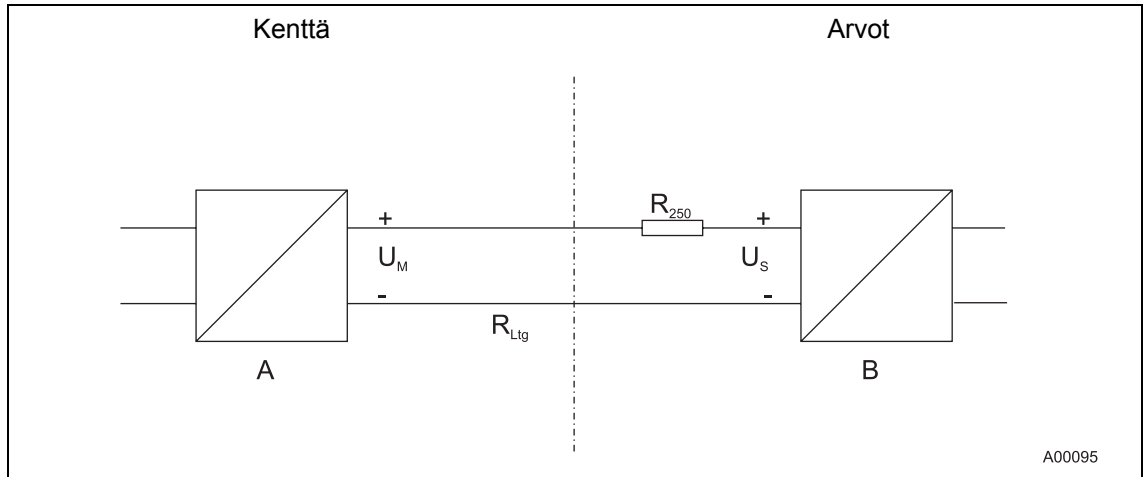 Kenttä Arvot
R250
+ +
UM US
- -
RLtg
A B
A00095